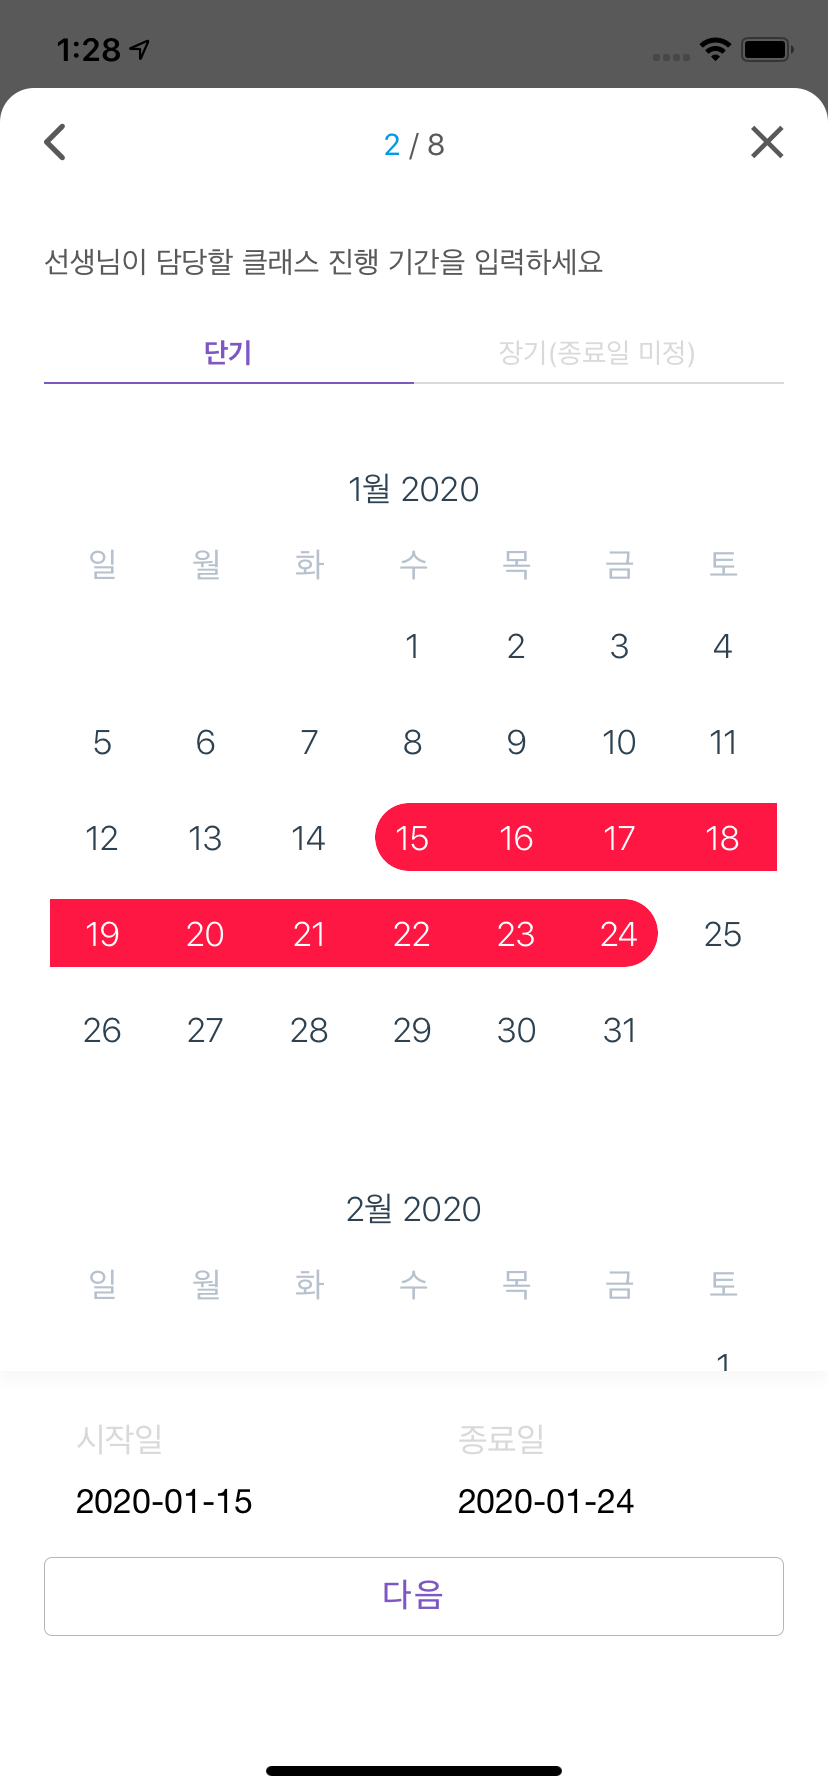 1:28
2 / 8
선생님이 담당할 클래스 진행 기간을 입력하세요
단기 장기(종료일 미정)
1월 2020
일 월 화 수 목 금 토
1 2 3 4
5 6 7 8 9 10 11
12 13 14 15 16 17 18
19 20 21 22 23 24 25
26 27 28 29 30 31
2월 2020
일 월 화 수 목 금 토
1
시작일 종료일
2020-01-15 2020-01-24
다음